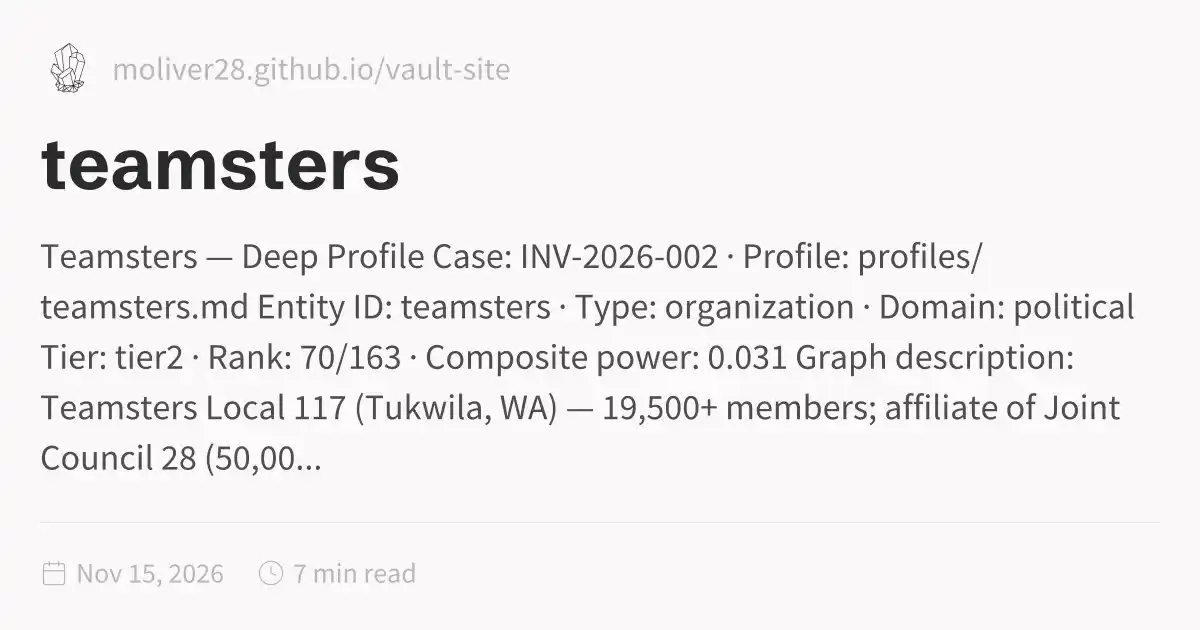 moliver28.github.io/vault-site
teamsters
Teamsters — Deep Profile Case: INV-2026-002 · Profile: profiles/
teamsters.md Entity ID: teamsters · Type: organization · Domain: political
Tier: tier2 · Rank: 70/163 · Composite power: 0.031 Graph description:
Teamsters Local 117 (Tukwila, WA) — 19,500+ members; affiliate of Joint
Council 28 (50,00...
Nov 15, 2026 7 min read